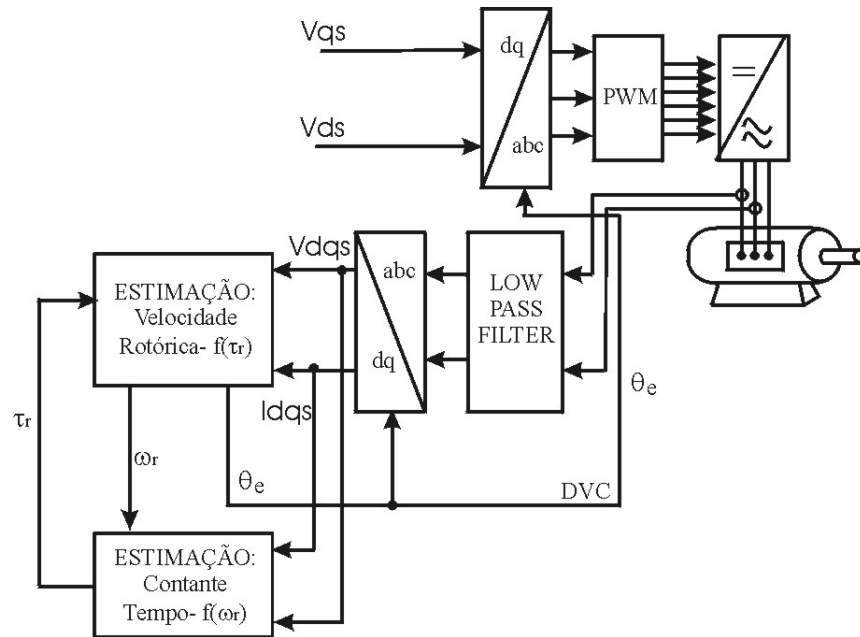 Vqs
dq
PWM
=
Vds
abc
Vdqs
abc
LOW
PASS
FILTER
ESTIMAÇÃO:
Velocidade
Rotórica- f(τr)
dq
θe
Idqs
τr
ωr
θe
DVC
ESTIMAÇÃO:
Contante
Tempo- f(ωr)